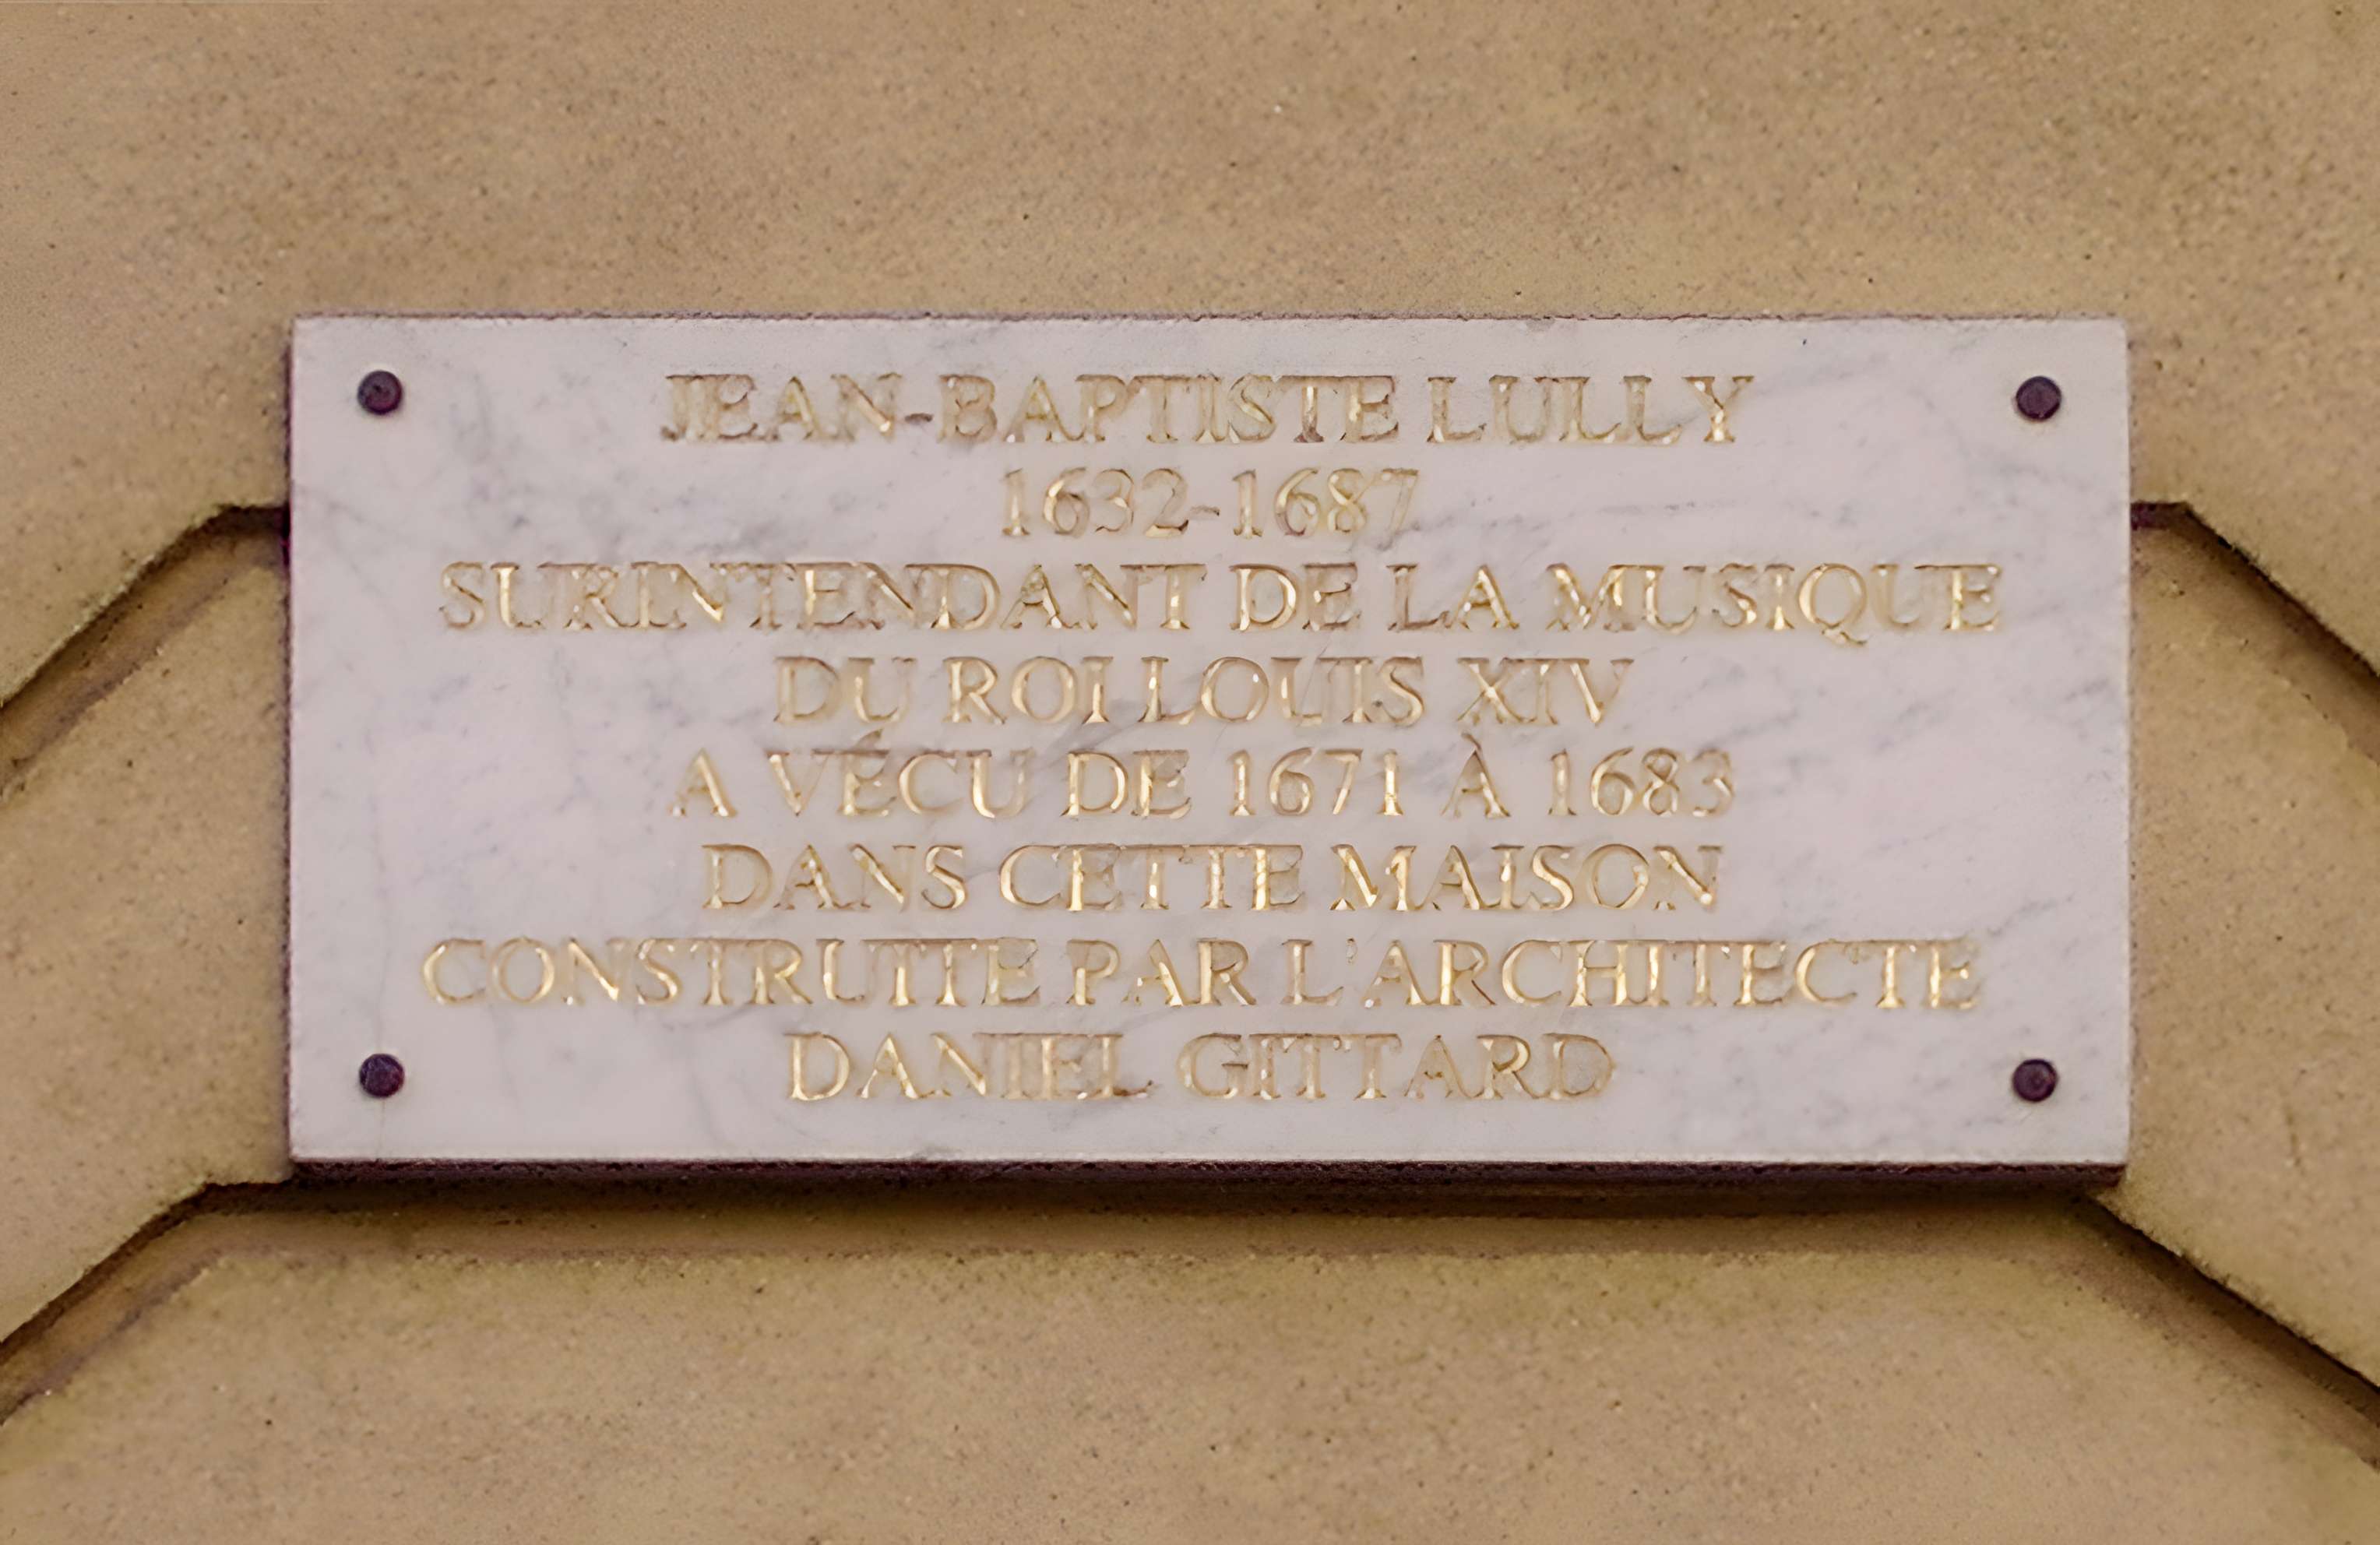 JEAN-BAPTISTE LULLY
1632-1687
SURINTENDANT DE LA MUSIQUE
DU ROI LOUIS XIV
A VÉCU DE 1671 À 1683
DANS CETTE MAISON
CONSTRUITE PAR L'ARCHITECTE
DANIEL GITTARD